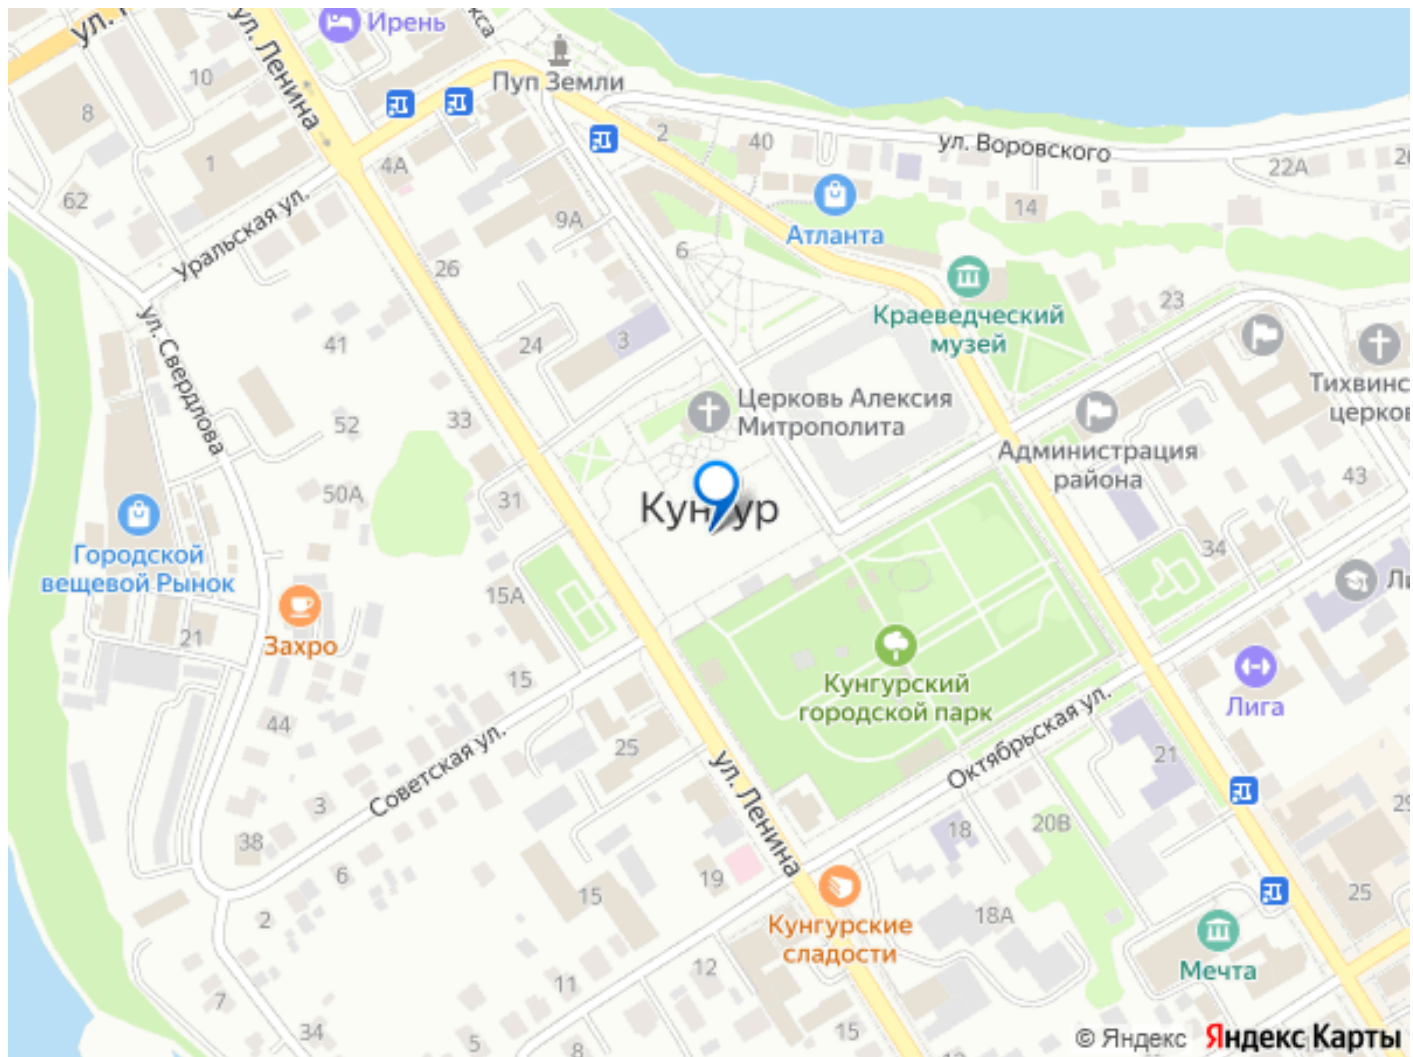 Ирень
ул. Ленина
10
Пуп Земли
8
2
40
ул. Воровского
1
4А
22А
62
Уральская ул.
9А
14
Атланта
6
26
Краеведческий
музей
23
ул. Свердлова
41
24
3
Церковь Алексия
Митрополита
52
33
Администрация
района
43
50А
31
Кунгур
Городской
вещевой Рынок
34
15А
21
Захро
15
Кунгурский
городской парк
Лига
44
Советская ул.
25
Октябрьская ул.
21
3
ул. Ленина
38
18
20В
6
19
15
25
2
18А
Кунгурские
сладости
Мечта
11
12
7
34
5
8
15
© Яндекс Яндекс Карты